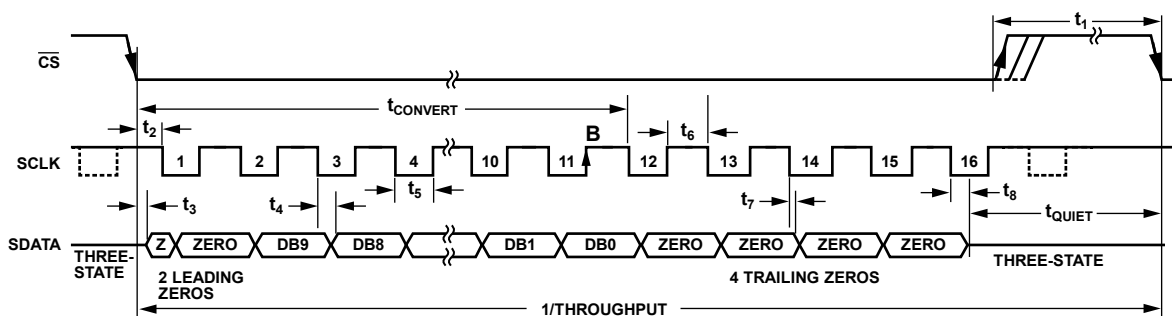 t1
CS
tCONVERT
t2
B
t6
SCLK
1 2 3 4 10 11 12 13 14 15 16
t5
t3 t4 t7 t8
tQUIET
SDATA
Z ZERO DB9 DB8 DB1 DB0 ZERO ZERO ZERO ZERO
THREE-
STATE
2 LEADING
ZEROS
4 TRAILING ZEROS
THREE-STATE
1/THROUGHPUT